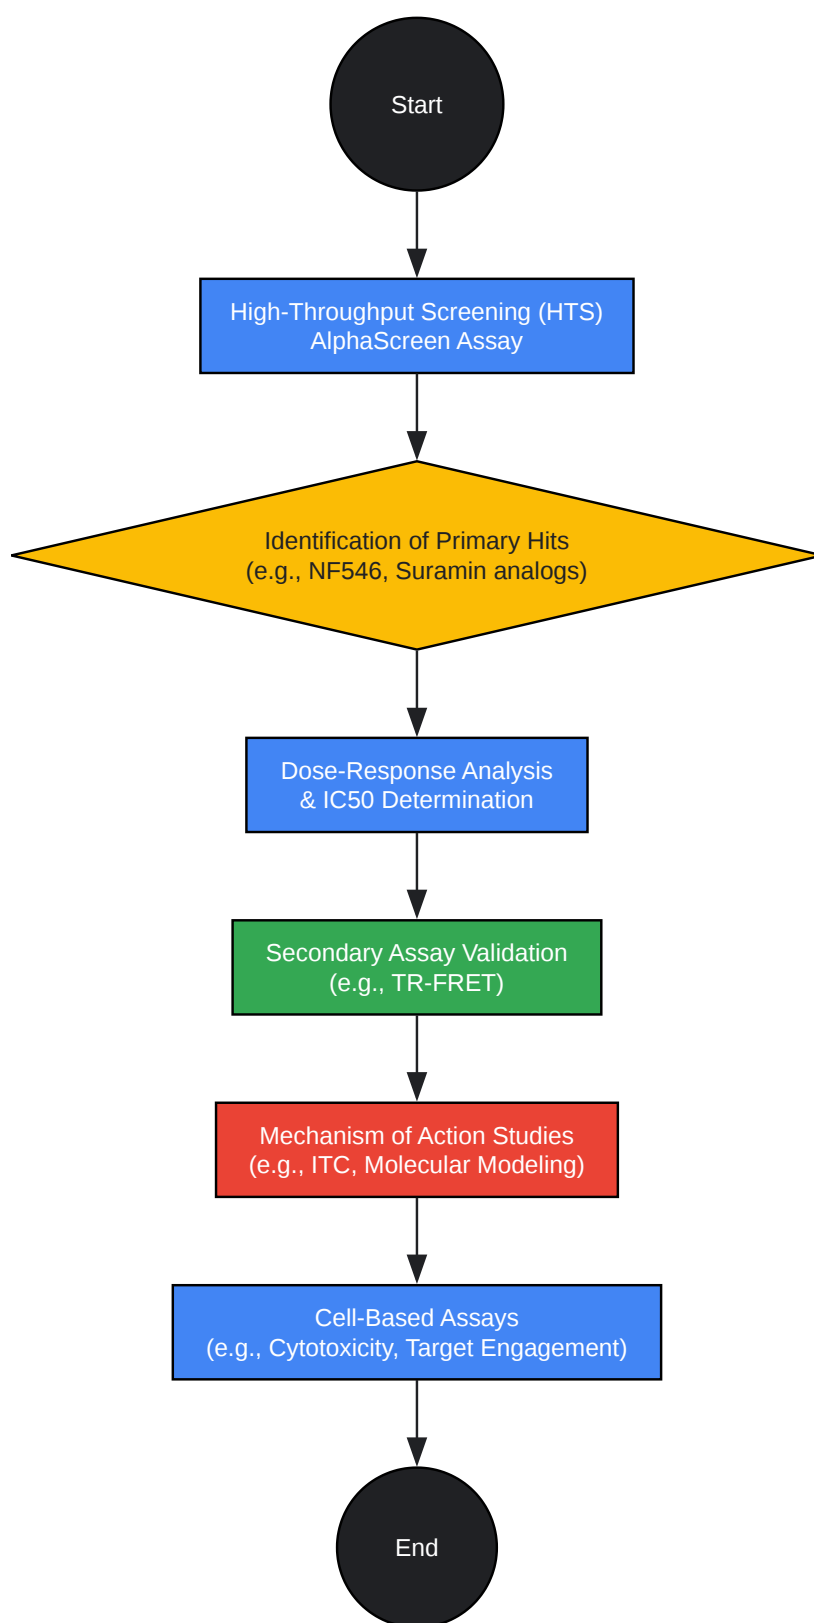 Start
High-Throughput Screening (HTS)
AlphaScreen Assay
Identification of Primary Hits
(e.g., NF546, Suramin analogs)
Dose-Response Analysis
& IC50 Determination
Secondary Assay Validation
(e.g., TR-FRET)
Mechanism of Action Studies
(e.g., ITC, Molecular Modeling)
Cell-Based Assays
(e.g., Cytotoxicity, Target Engagement)
End